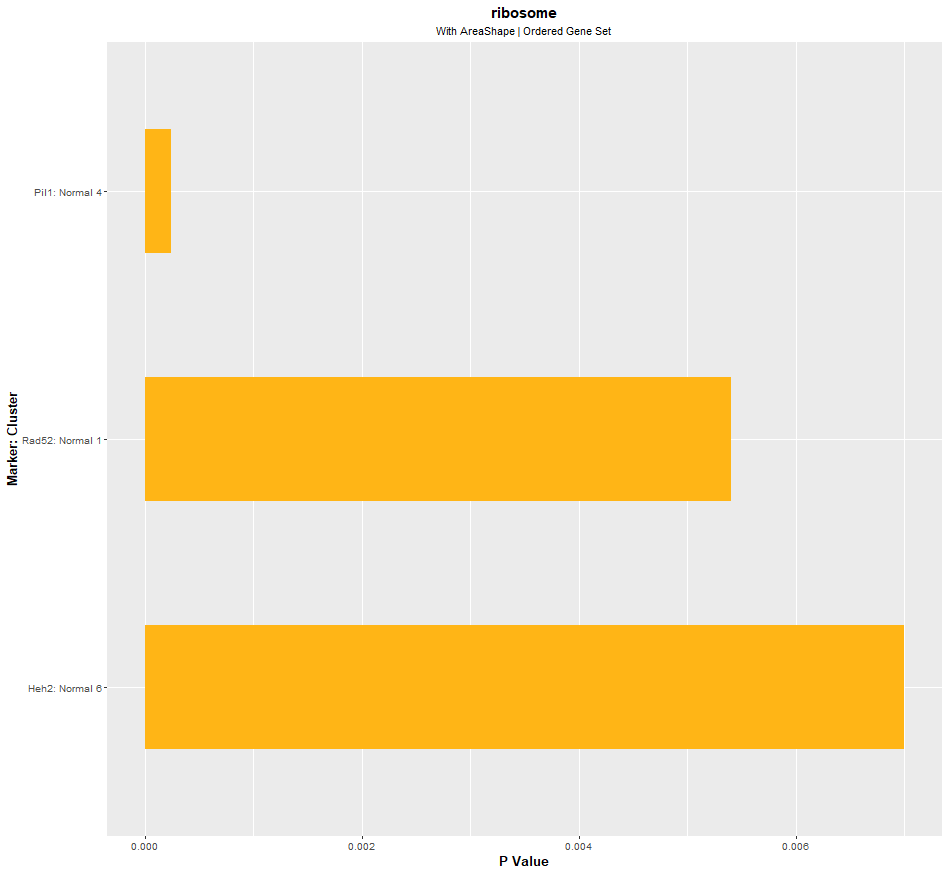 ribosome
With AreaShape | Ordered Gene Set
Marker: Cluster
Pil1: Normal 4
Rad52: Normal 1
Heh2: Normal 6
0.000
0.002
0.004
0.006
P Value